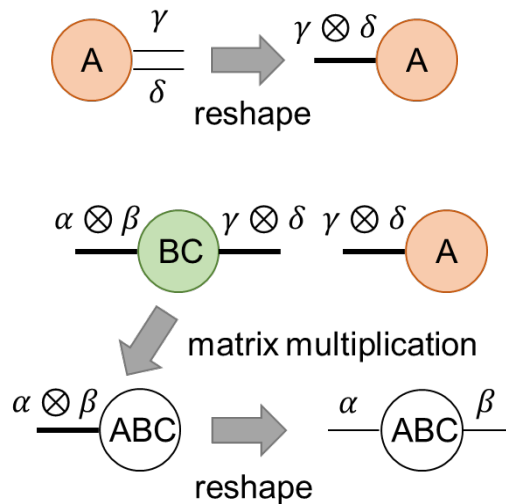 γ γ ⊗ δ
A A
δ
reshape
α ⊗ β γ ⊗ δ γ ⊗ δ
BC A
matrix multiplication
α ⊗ β α β
ABC ABC
reshape